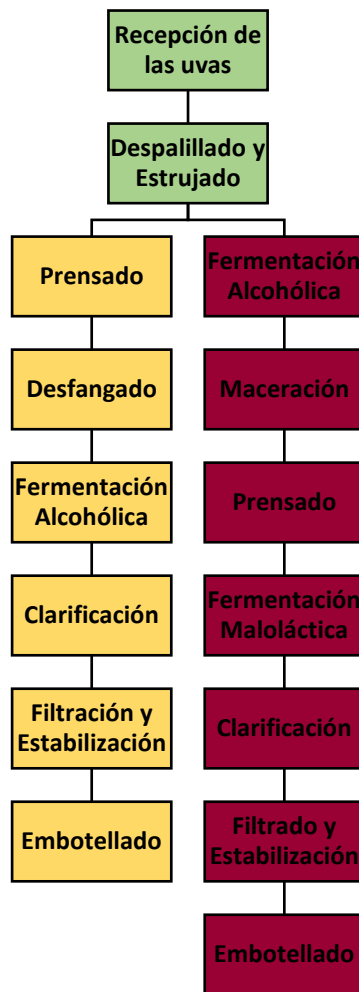 Recepción de
las uvas
Despalillado y
Estrujado
Prensado
Desfangado
Fermentación
Alcohólica
Clarificación
Filtración y
Estabilización
Embotellado
Fermentación
Alcohólica
Maceración
Prensado
Fermentación
Maloláctica
Clarificación
Filtrado y
Estabilización
Embotellado